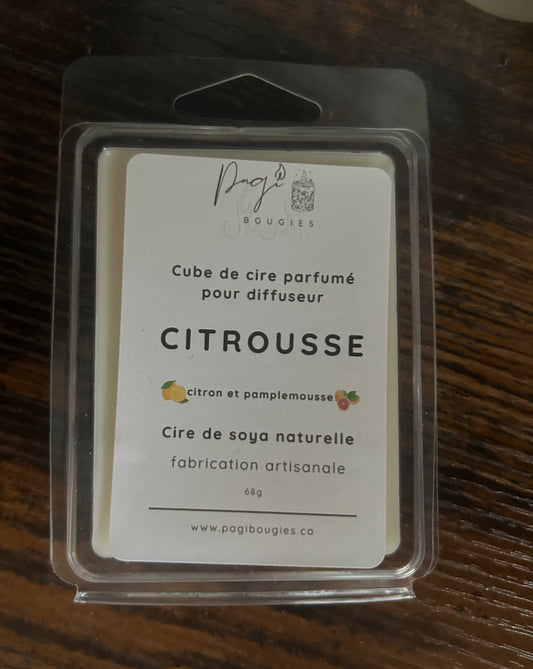 Pagi
BOUGIES
Cube de cire parfumé
pour diffuseur
CITROUSSE
citron et pamplemousse
Cire de soya naturelle
fabrication artisanale
68g
www.pagibougies.ca